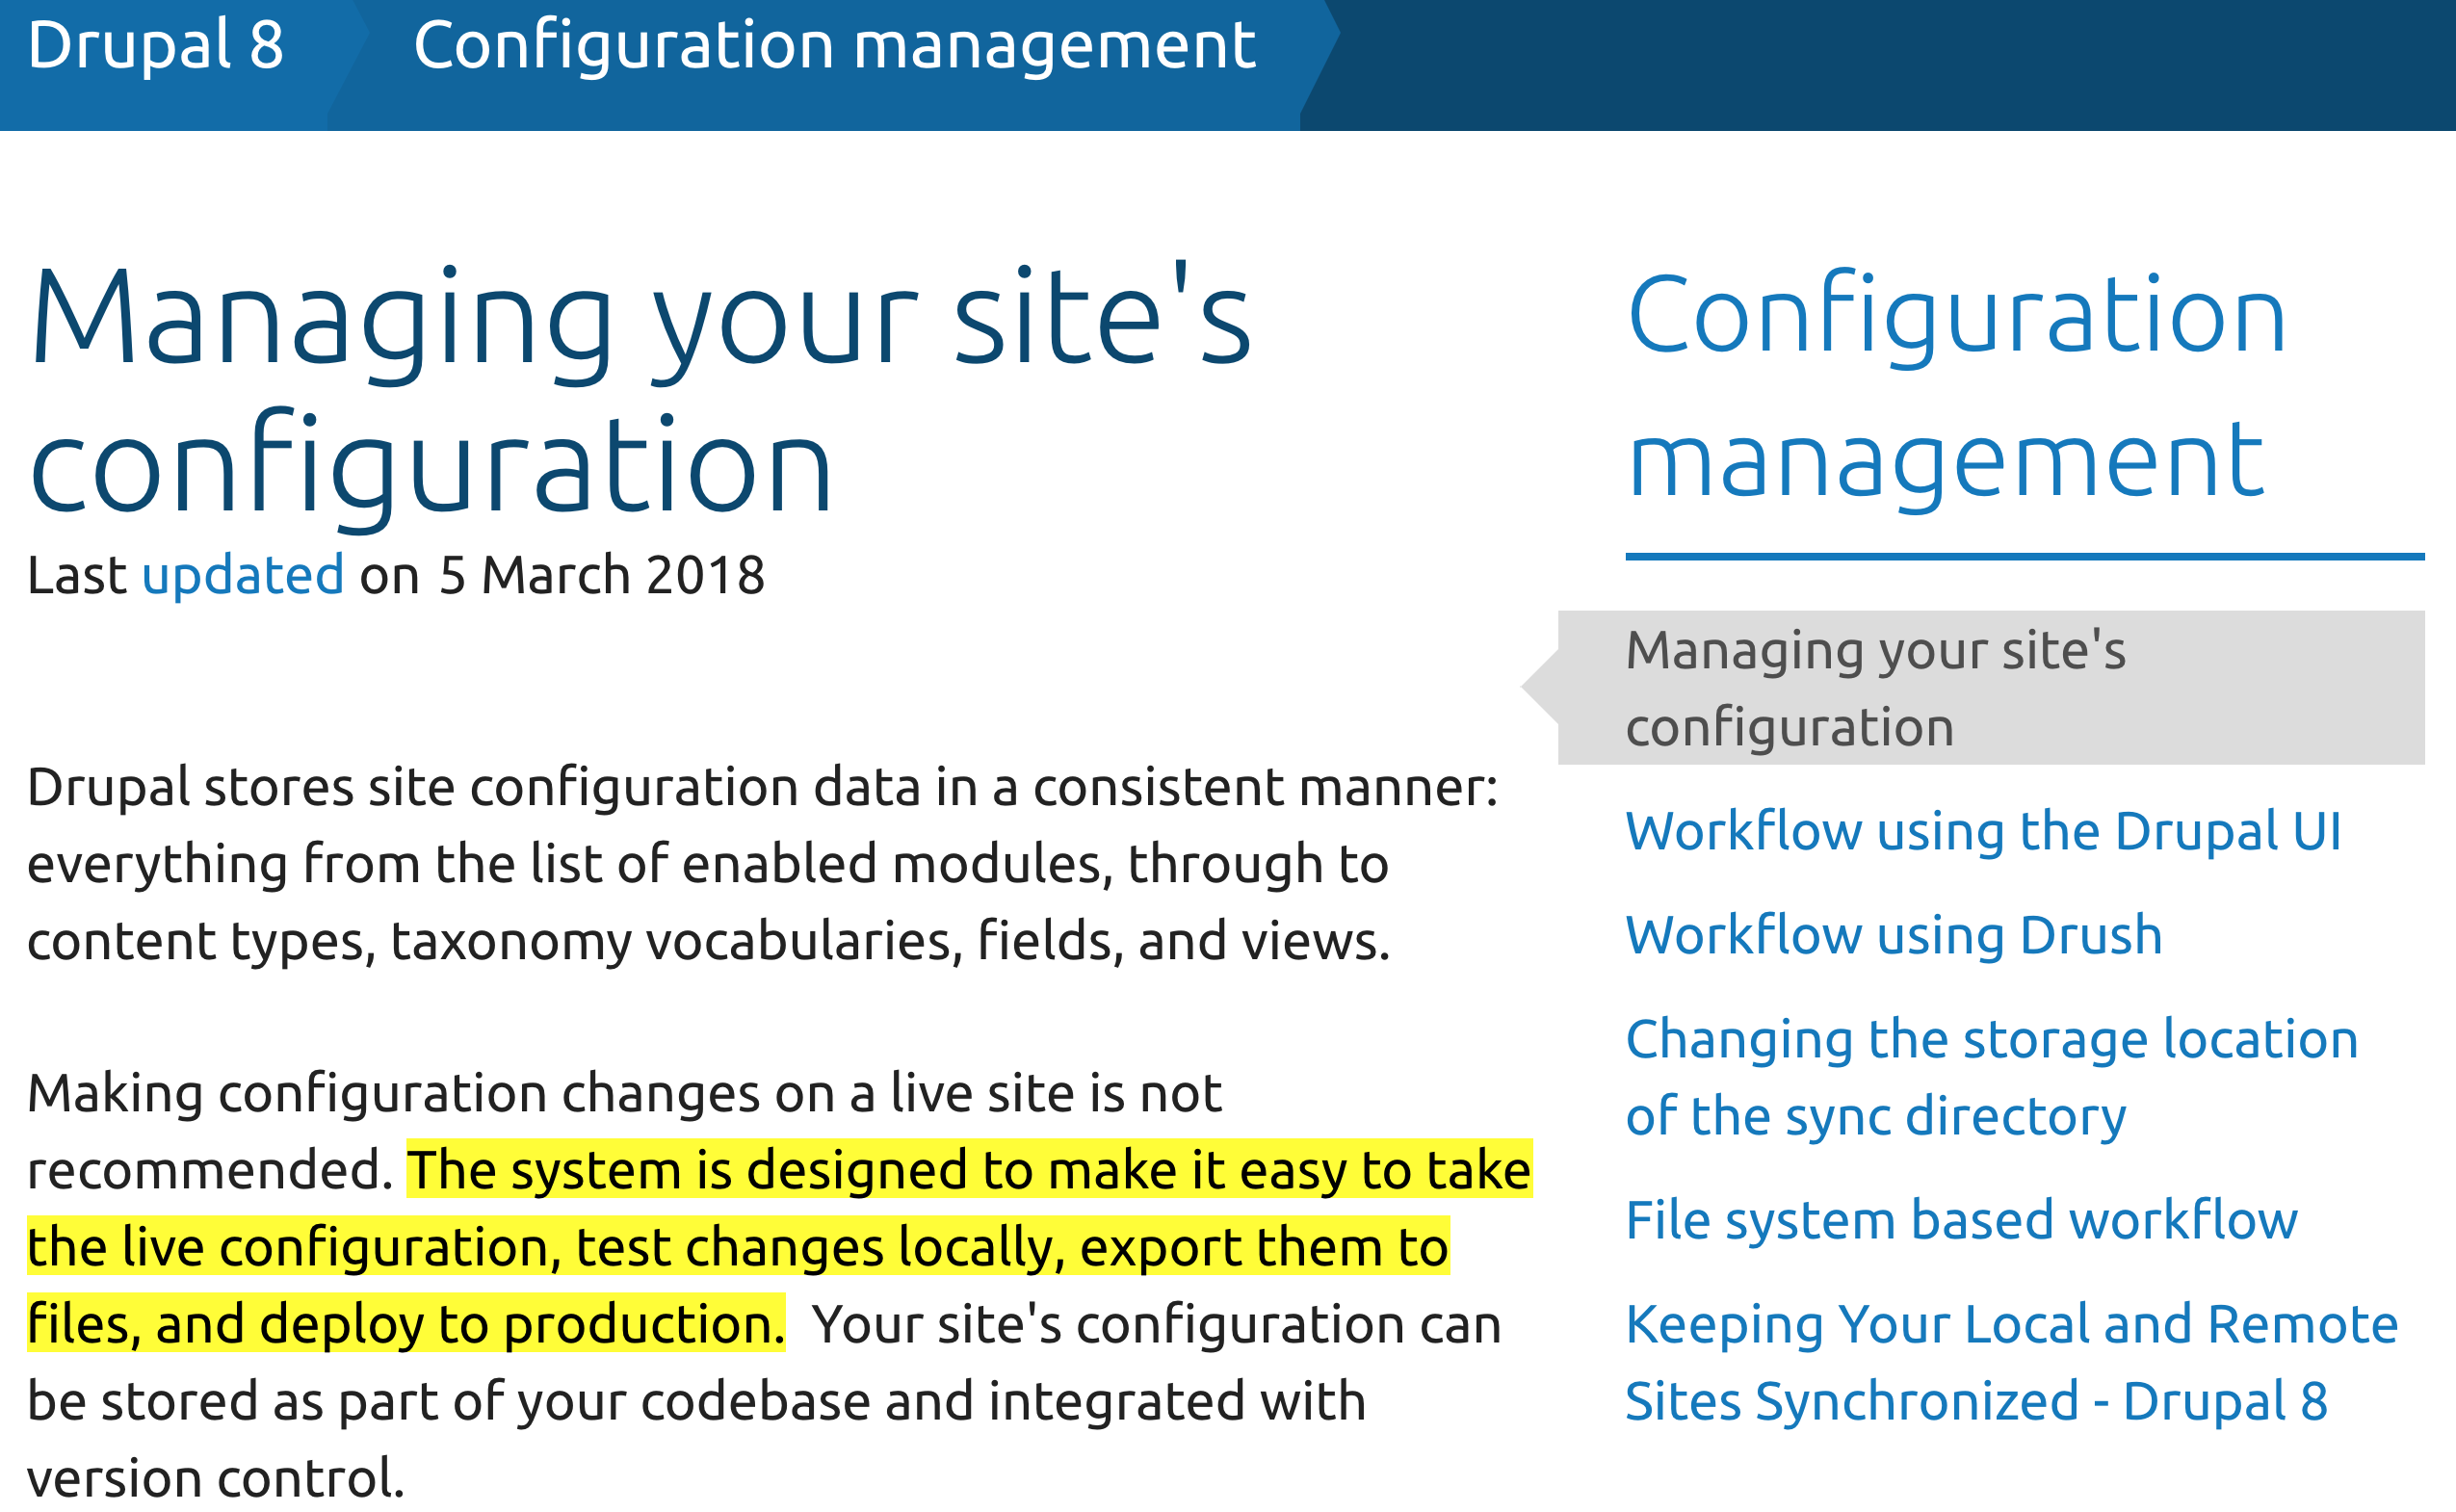 Drupal 8 Configuration management
Managing your site's
configuration
Last updated on 5 March 2018
Drupal stores site configuration data in a consistent manner:
everything from the list of enabled modules, through to
content types, taxonomy vocabularies, fields, and views.
Making configuration changes on a live site is not
recommended. The system is designed to make it easy to take
the live configuration, test changes locally, export them to
files, and deploy to production. Your site's configuration can
be stored as part of your codebase and integrated with
version control.
Configuration
management
Managing your site's
configuration
Workflow using the Drupal UI
Workflow using Drush
Changing the storage location
of the sync directory
File system based workflow
Keeping Your Local and Remote
Sites Synchronized - Drupal 8